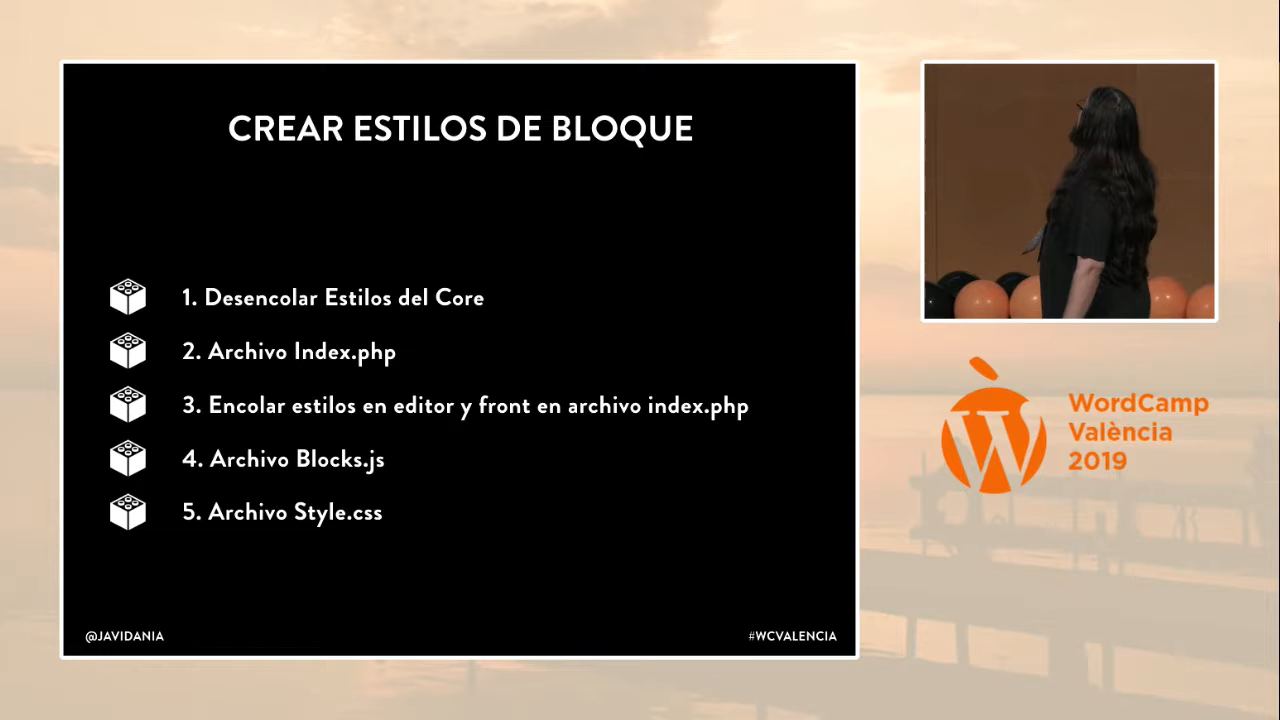 CREAR ESTILOS DE BLOQUE
1. Desencolar Estilos del Core
2. Archivo Index.php
3. Encolar estilos en editor y front en archivo index.php
4. Archivo Blocks.js
5. Archivo Style.css
@JAVIDANIA
#WCVALENCIA
WordCamp
València
2019